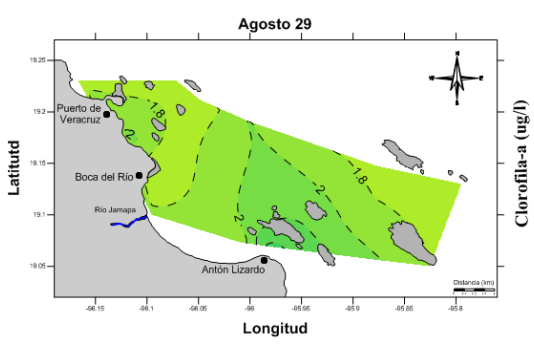 Agosto 29
19.25
19.2
19.15
19.1
19.05
Latitutd
Puerto de
Veracruz
Boca del Río
Río Jamapa
Antón Lizardo
1.8
2
2
2
1.8
N
Distancia (km)
-96.15
-96.1
-96.05
-96
-95.95
-95.9
-95.85
-95.8
Longitud
Clorofila-a (ug/l)